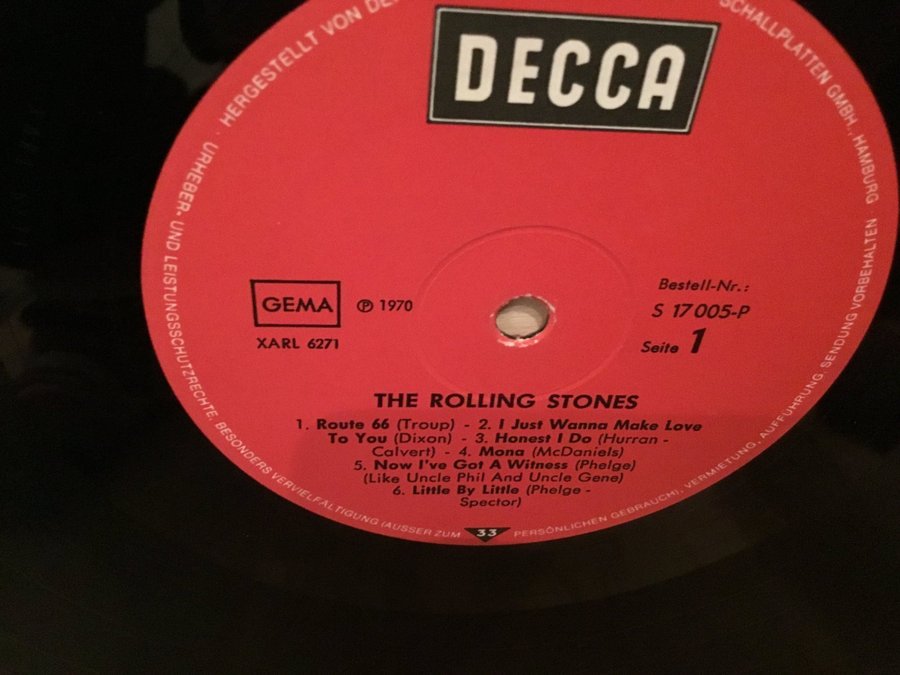 DECCA
HERGESTELLT VON DE
SCHALLPLATTEN GMBH., HAMBURG
URHEBER- UND LEISTUNGSSCHUTZRECHTE, BESONDERS VERVIELFÄLTIGUNG (AUSSER ZUM PERSÖNLICHEN GEBRAUCH), VERMIETUNG, AUFFÜHRUNG, SENDUNG VORBEHALTEN
GEMA
℗ 1970
XARL 6271
Bestell-Nr.:
S 17 005-P
Seite 1
THE ROLLING STONES
1. Route 66 (Troup) - 2. I Just Wanna Make Love
To You (Dixon) - 3. Honest I Do (Hurran -
Calvert) - 4. Mona (McDaniels)
5. Now I've Got A Witness (Phelge)
(Like Uncle Phil And Uncle Gene)
6. Little By Little (Phelge -
Spector)
33